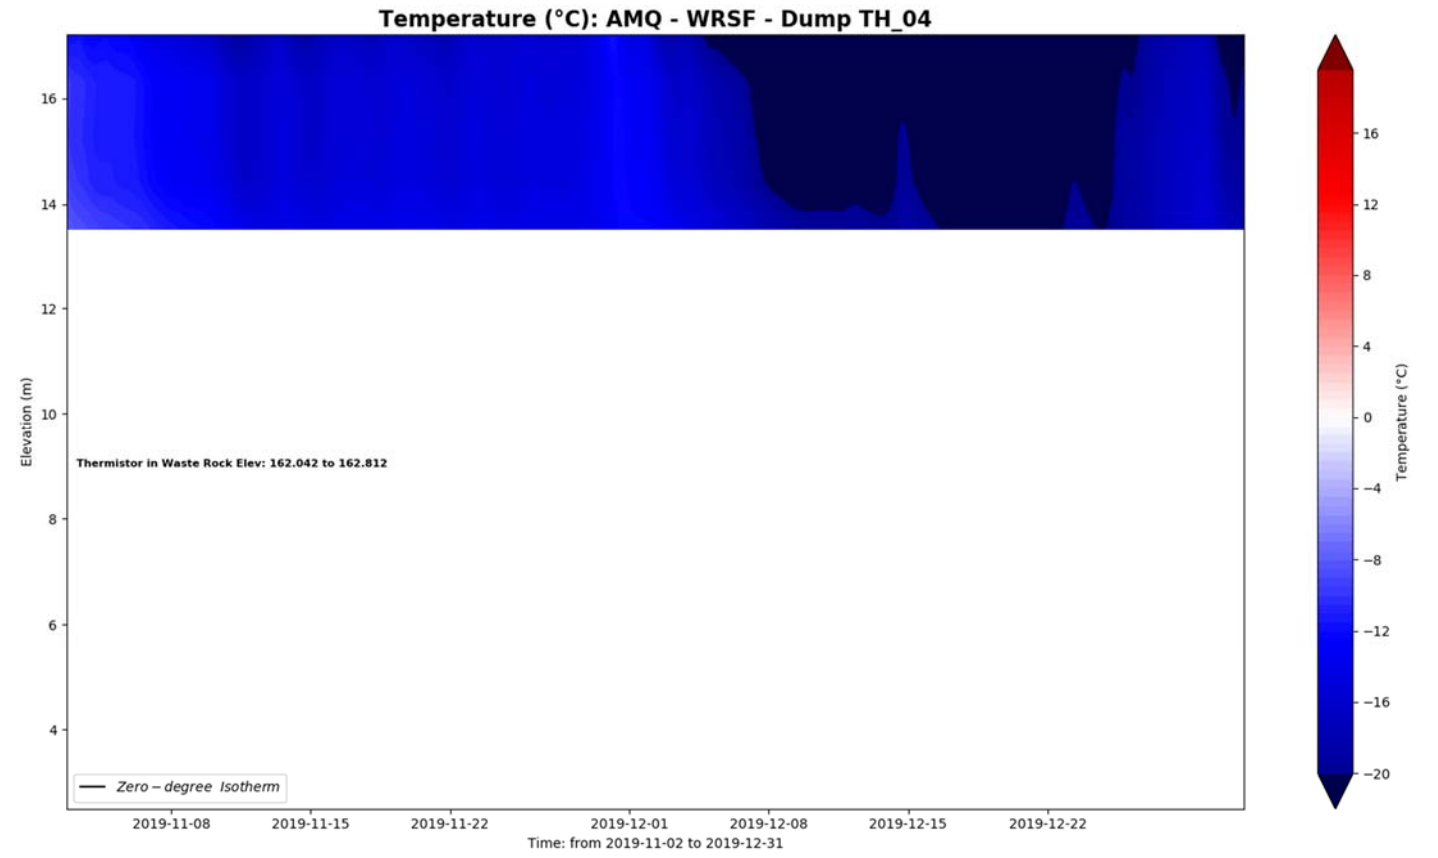 Temperature (°C): AMQ - WRSF - Dump TH_04
16
14
12
10
8
6
4
Elevation (m)
Thermistor in Waste Rock Elev: 162.042 to 162.812
Zero − degree Isotherm
2019-11-08 2019-11-15 2019-11-22 2019-12-01 2019-12-08 2019-12-15 2019-12-22
Time: from 2019-11-02 to 2019-12-31
16
12
8
4
0
−4
−8
−12
−16
−20
Temperature (°C)